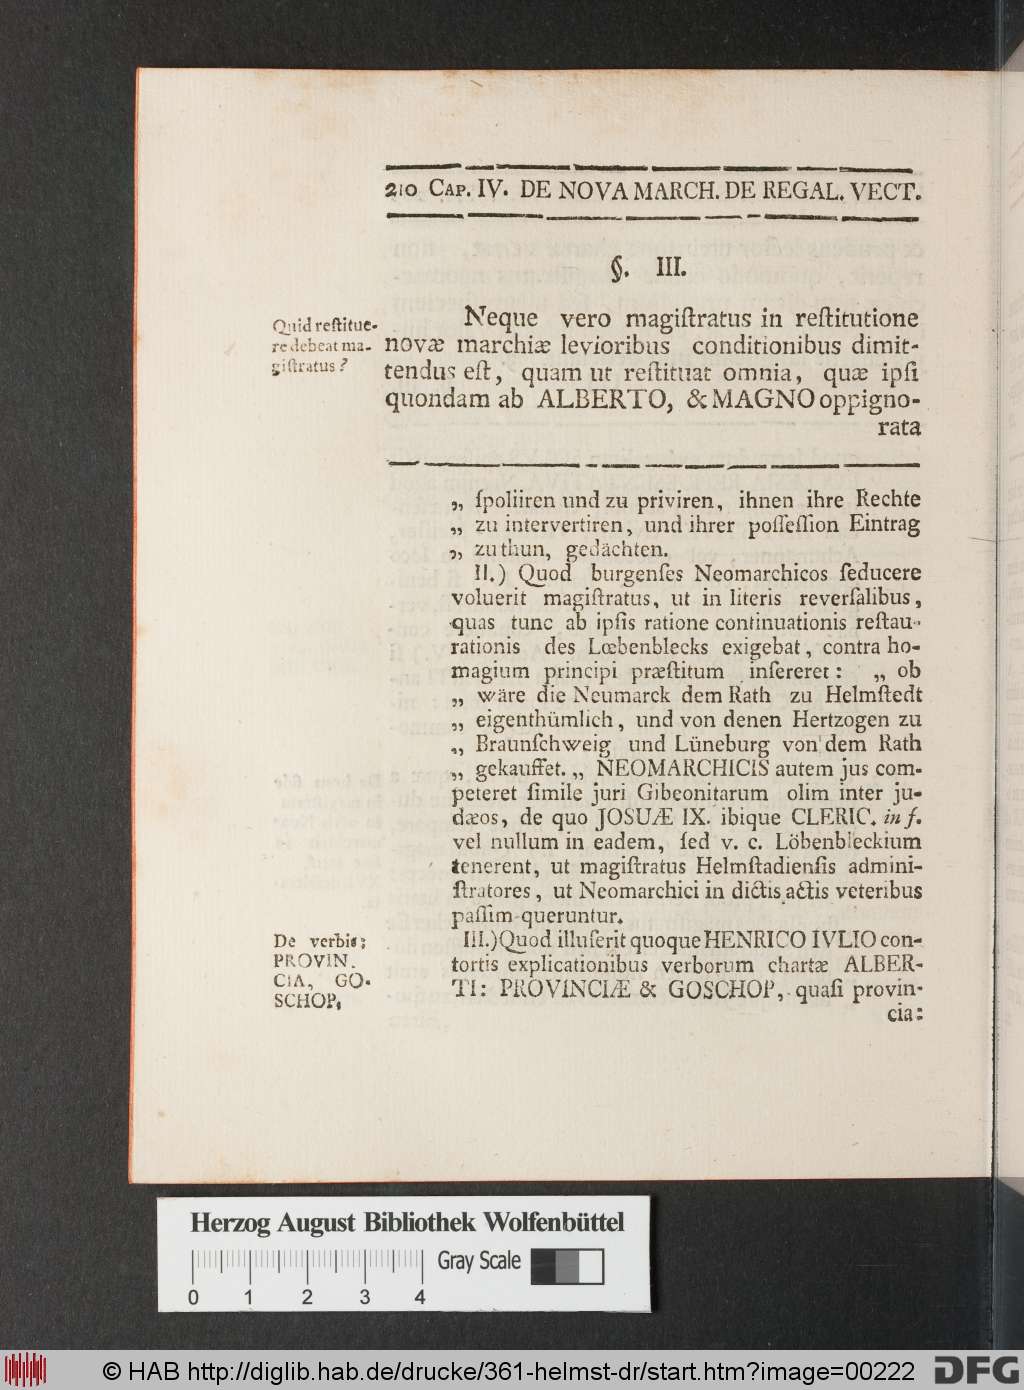 210 CAP. IV. DE NOVA MARCH. DE REGAL. VECT.
§. III.
Quid reſtitue-
re debeat ma-
giſtratus?
Neque vero magiſtratus in reſtitutione
novæ marchiæ levioribus conditionibus dimit-
tendus eſt, quam ut reſtituat omnia, quæ ipſi
quondam ab ALBERTO, & MAGNO oppigno-
rata
„ ſpoliiren und zu priviren, ihnen ihre Rechte
„ zu intervertiren, und ihrer poſſeſſion Eintrag
„ zu thun, gedächten.
II.) Quod burgenſes Neomarchicos ſeducere
voluerit magiſtratus, ut in literis reverſalibus,
quas tunc ab ipſis ratione continuationis reſtau-
rationis des Lœbenblecks exigebat, contra ho-
magium principi præſtitum inſereret: „ ob
„ wäre die Neumarck dem Rath zu Helmſtedt
„ eigenthümlich, und von denen Hertzogen zu
„ Braunſchweig und Lüneburg von dem Rath
„ gekauffet. „ NEOMARCHICIS autem jus com-
peteret ſimile juri Gibeonitarum olim inter ju-
dæos, de quo JOSUÆ IX. ibique CLERIC. in f.
vel nullum in eadem, ſed v. c. Löbenbleckium
tenerent, ut magiſtratus Helmſtadienſis admini-
ſtratores, ut Neomarchici in dictis actis veteribus
paſſim queruntur.
De verbis;
PROVIN.
CIA, GO-
SCHOP,
III.) Quod illuſerit quoque HENRICO IVLIO con-
tortis explicationibus verborum chartæ ALBER-
TI: PROVINCIÆ & GOSCHOP, quaſi provin-
cia:
Herzog August Bibliothek Wolfenbüttel
Gray Scale
0 1 2 3 4
© HAB http://diglib.hab.de/drucke/361-helmst-dr/start.htm?image=00222
DFG